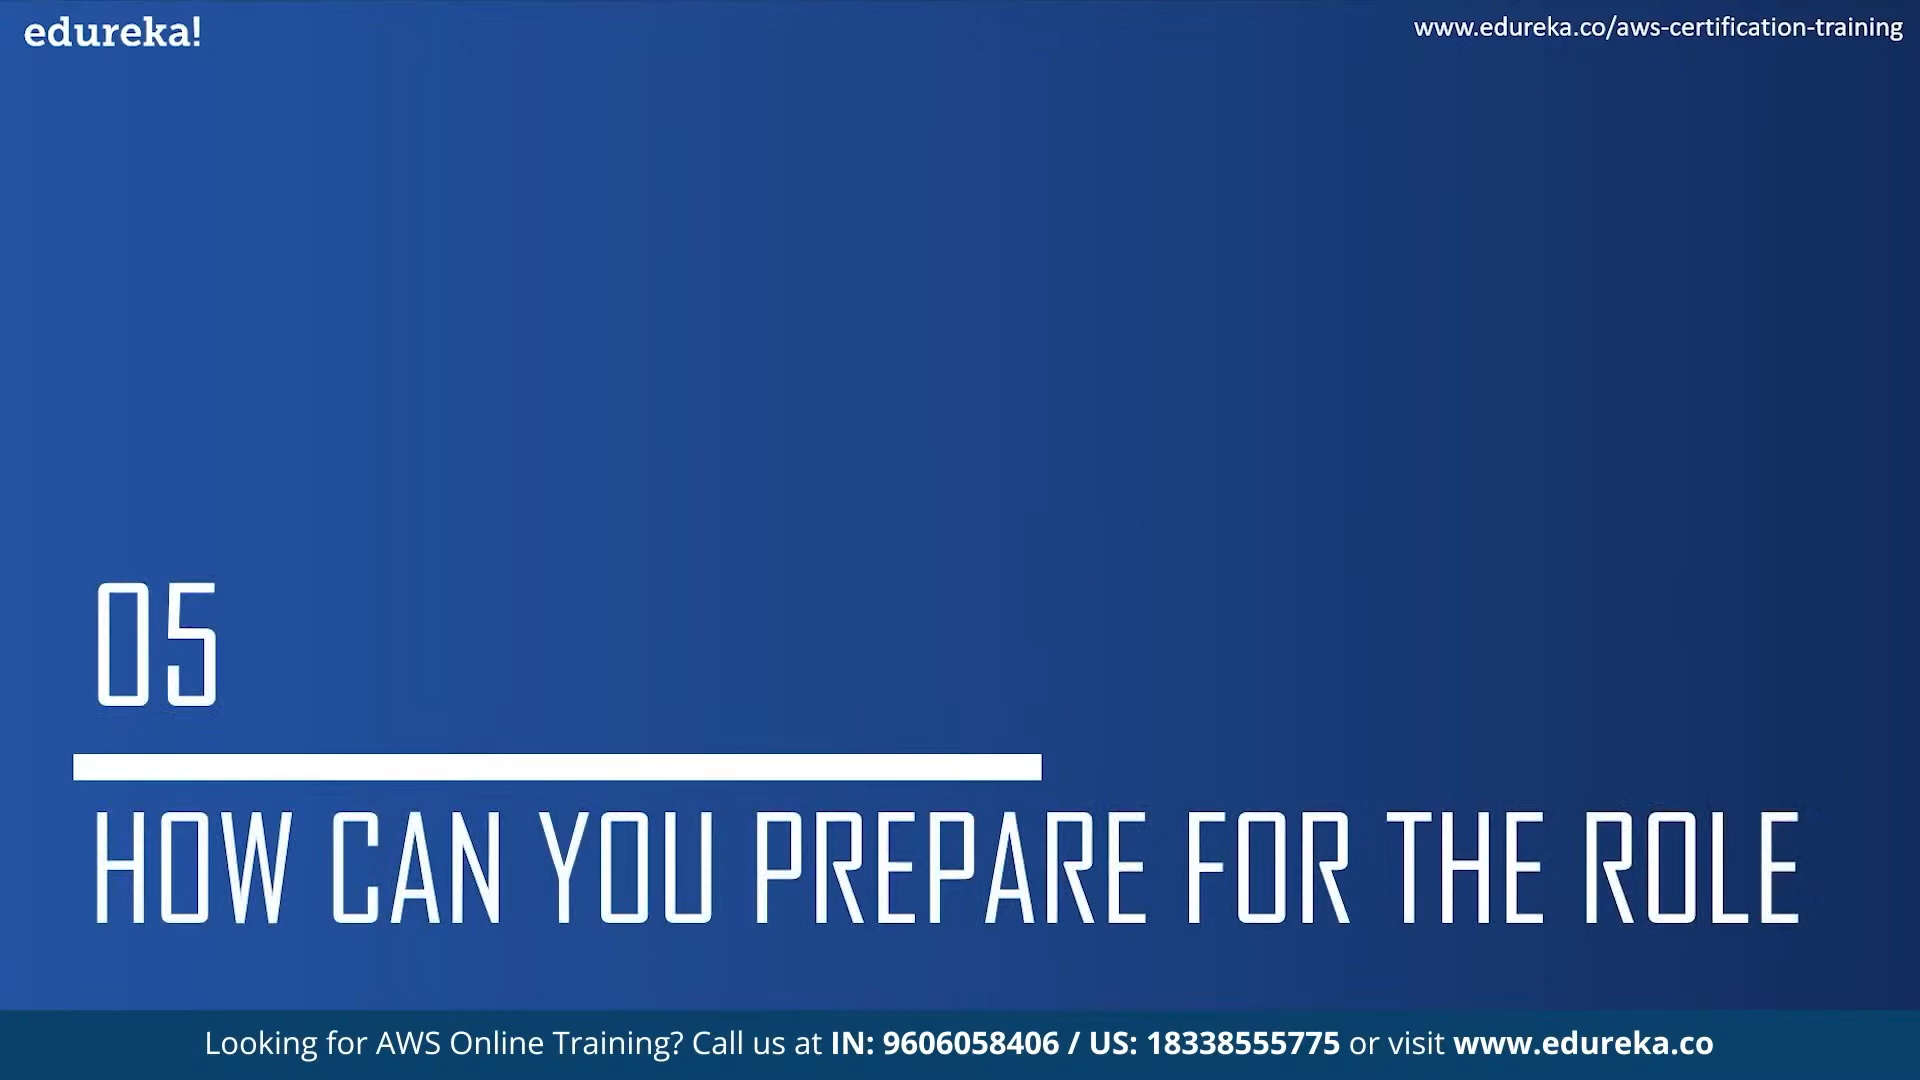 edureka!
www.edureka.co/aws-certification-training
05
HOW CAN YOU PREPARE FOR THE ROLE
Looking for AWS Online Training? Call us at IN: 9606058406 / US: 18338555775 or visit www.edureka.co